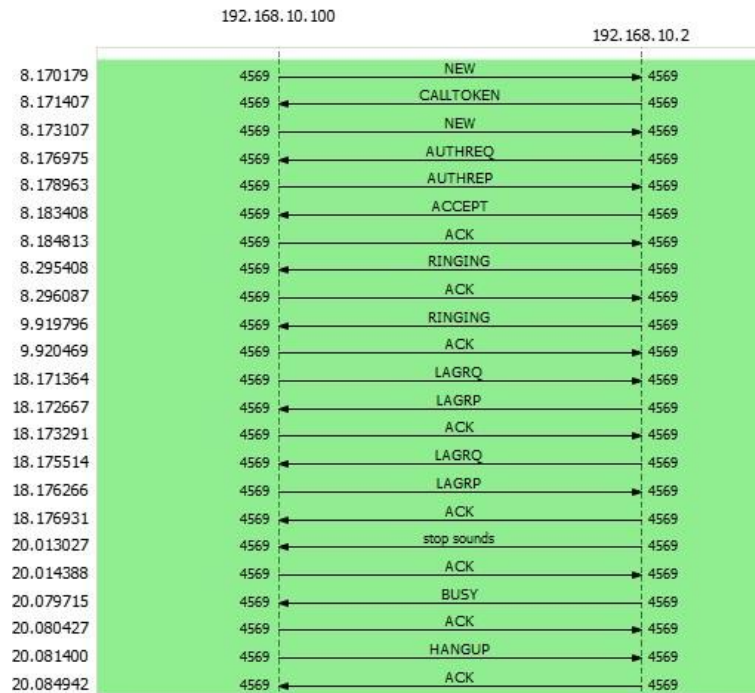 192.168.10.100
192.168.10.2
8.170179 4569 NEW 4569
8.171407 4569 CALLTOKEN 4569
8.173107 4569 NEW 4569
8.176975 4569 AUTHREQ 4569
8.178963 4569 AUTHREP 4569
8.183408 4569 ACCEPT 4569
8.184813 4569 ACK 4569
8.295408 4569 RINGING 4569
8.296087 4569 ACK 4569
9.919796 4569 RINGING 4569
9.920469 4569 ACK 4569
18.171364 4569 LAGRQ 4569
18.172667 4569 LAGRP 4569
18.173291 4569 ACK 4569
18.175514 4569 LAGRQ 4569
18.176266 4569 LAGRP 4569
18.176931 4569 ACK 4569
20.013027 4569 stop sounds 4569
20.014388 4569 ACK 4569
20.079715 4569 BUSY 4569
20.080427 4569 ACK 4569
20.081400 4569 HANGUP 4569
20.084942 4569 ACK 4569